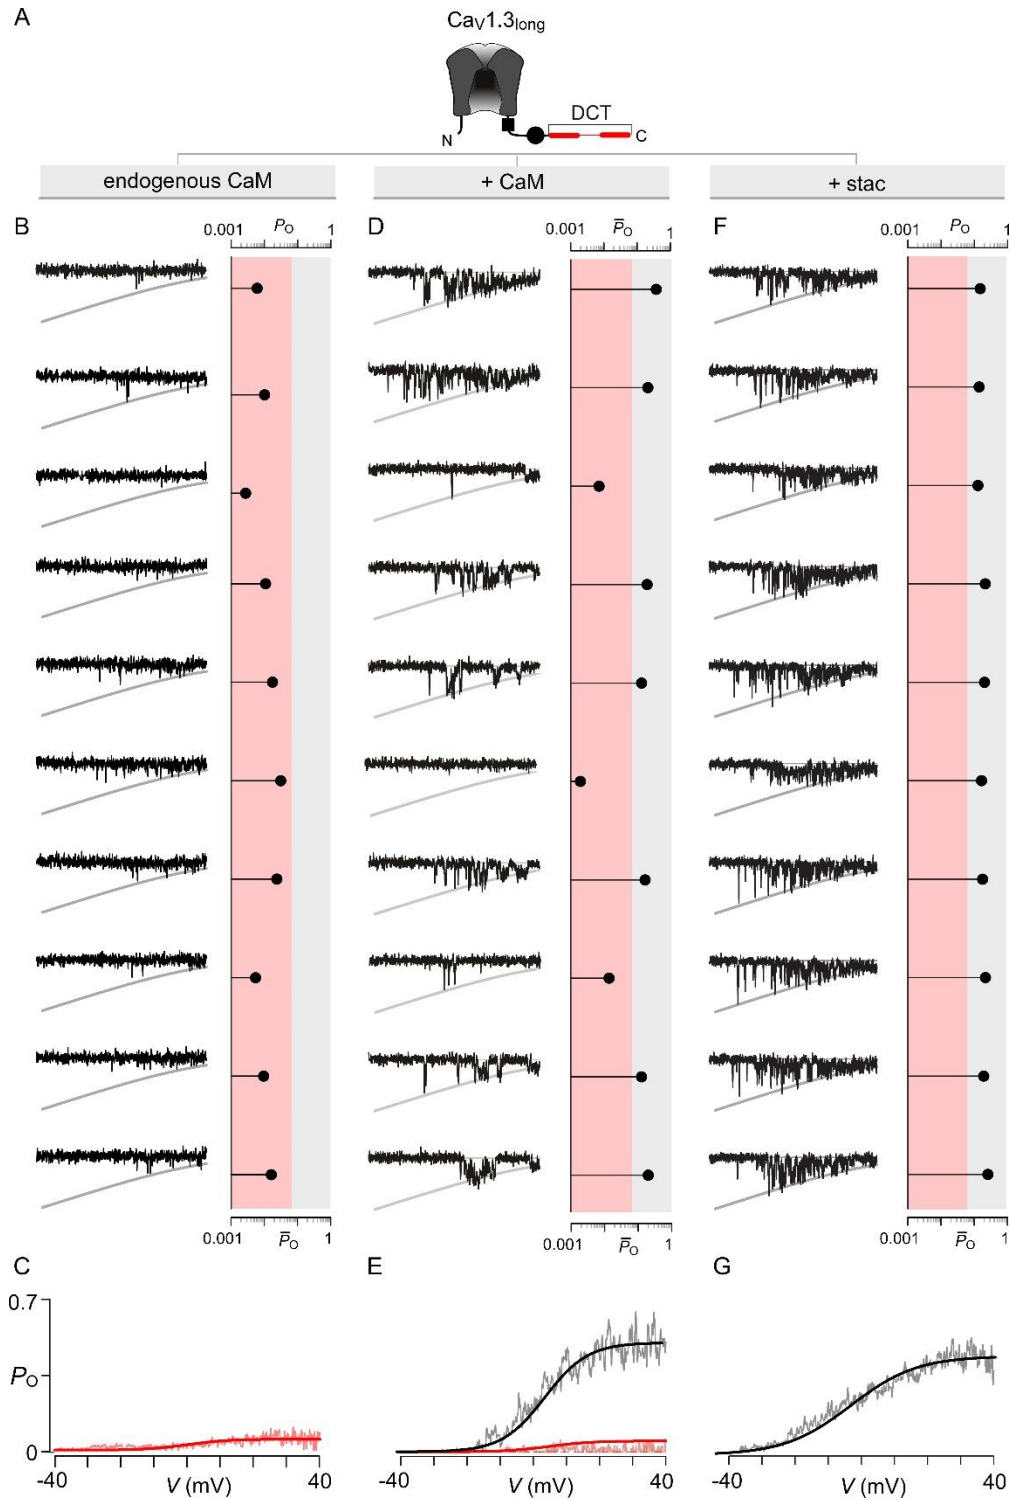 A
CaV1.3long
DCT
N
C
endogenous CaM
+ CaM
+ stac
B
0.001 PO 1
D
0.001 P̅O 1
F
0.001 PO 1
0.001 1
P̅O
0.001 1
P̅O
0.001 1
P̅O
C
E
G
0.7
PO
0
-40 V (mV) 40
-40 V (mV) 40
-40 V (mV) 40